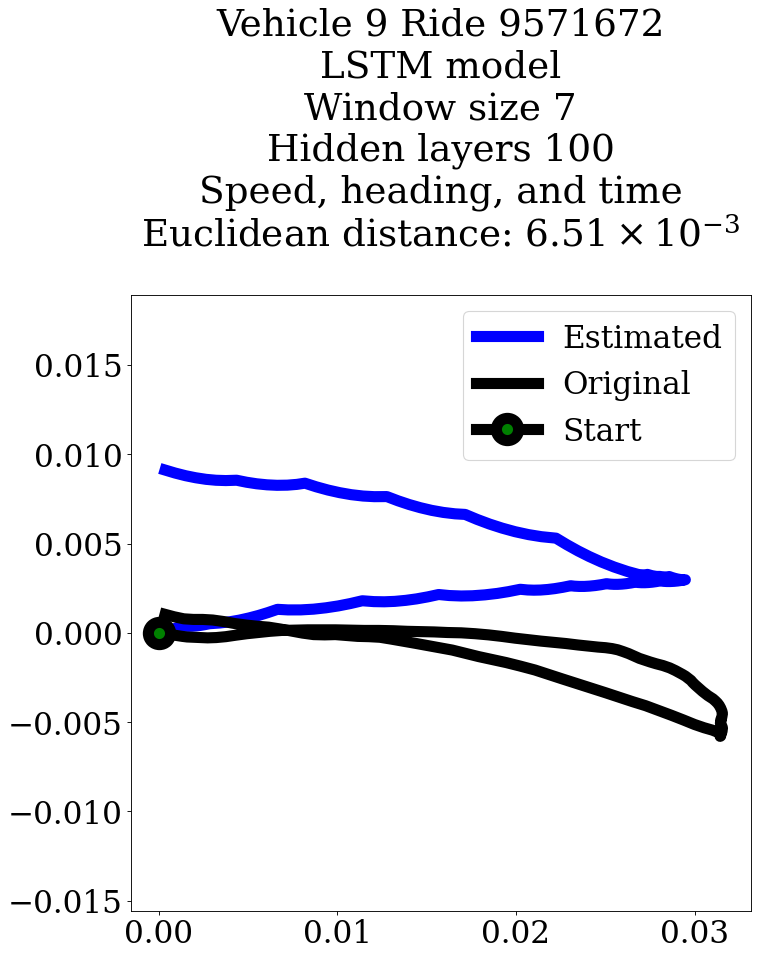 Vehicle 9 Ride 9571672
LSTM model
Window size 7
Hidden layers 100
Speed, heading, and time
Euclidean distance: 6.51 × 10⁻³
Estimated
Original
Start
0.015
0.010
0.005
0.000
−0.005
−0.010
−0.015
0.00 0.01 0.02 0.03